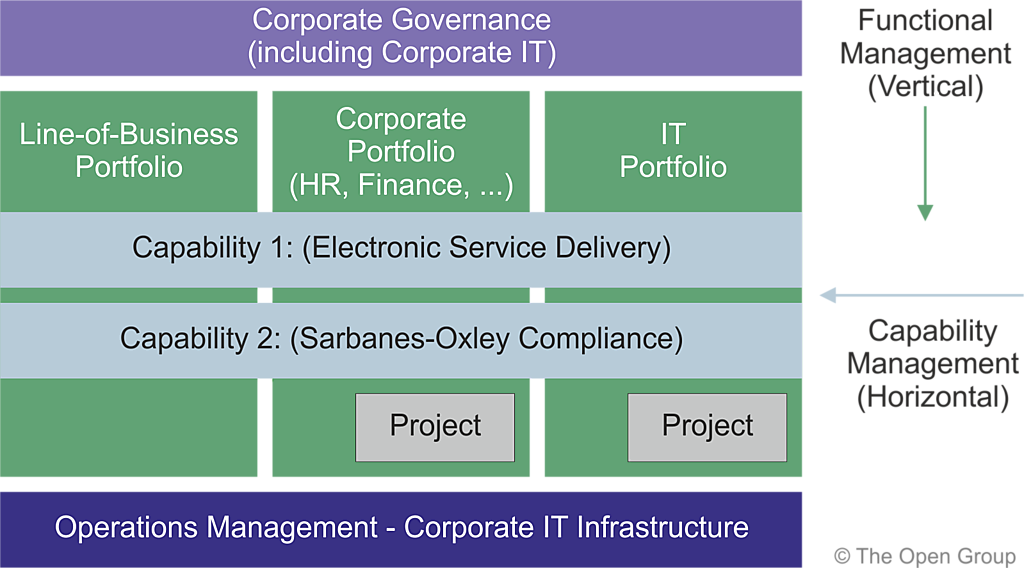 Corporate Governance
(including Corporate IT)
Functional
Management
(Vertical)
Line-of-Business
Portfolio
Corporate
Portfolio
(HR, Finance, ...)
IT
Portfolio
Capability 1: (Electronic Service Delivery)
Capability 2: (Sarbanes-Oxley Compliance)
Capability
Management
(Horizontal)
Project
Project
Operations Management - Corporate IT Infrastructure
© The Open Group